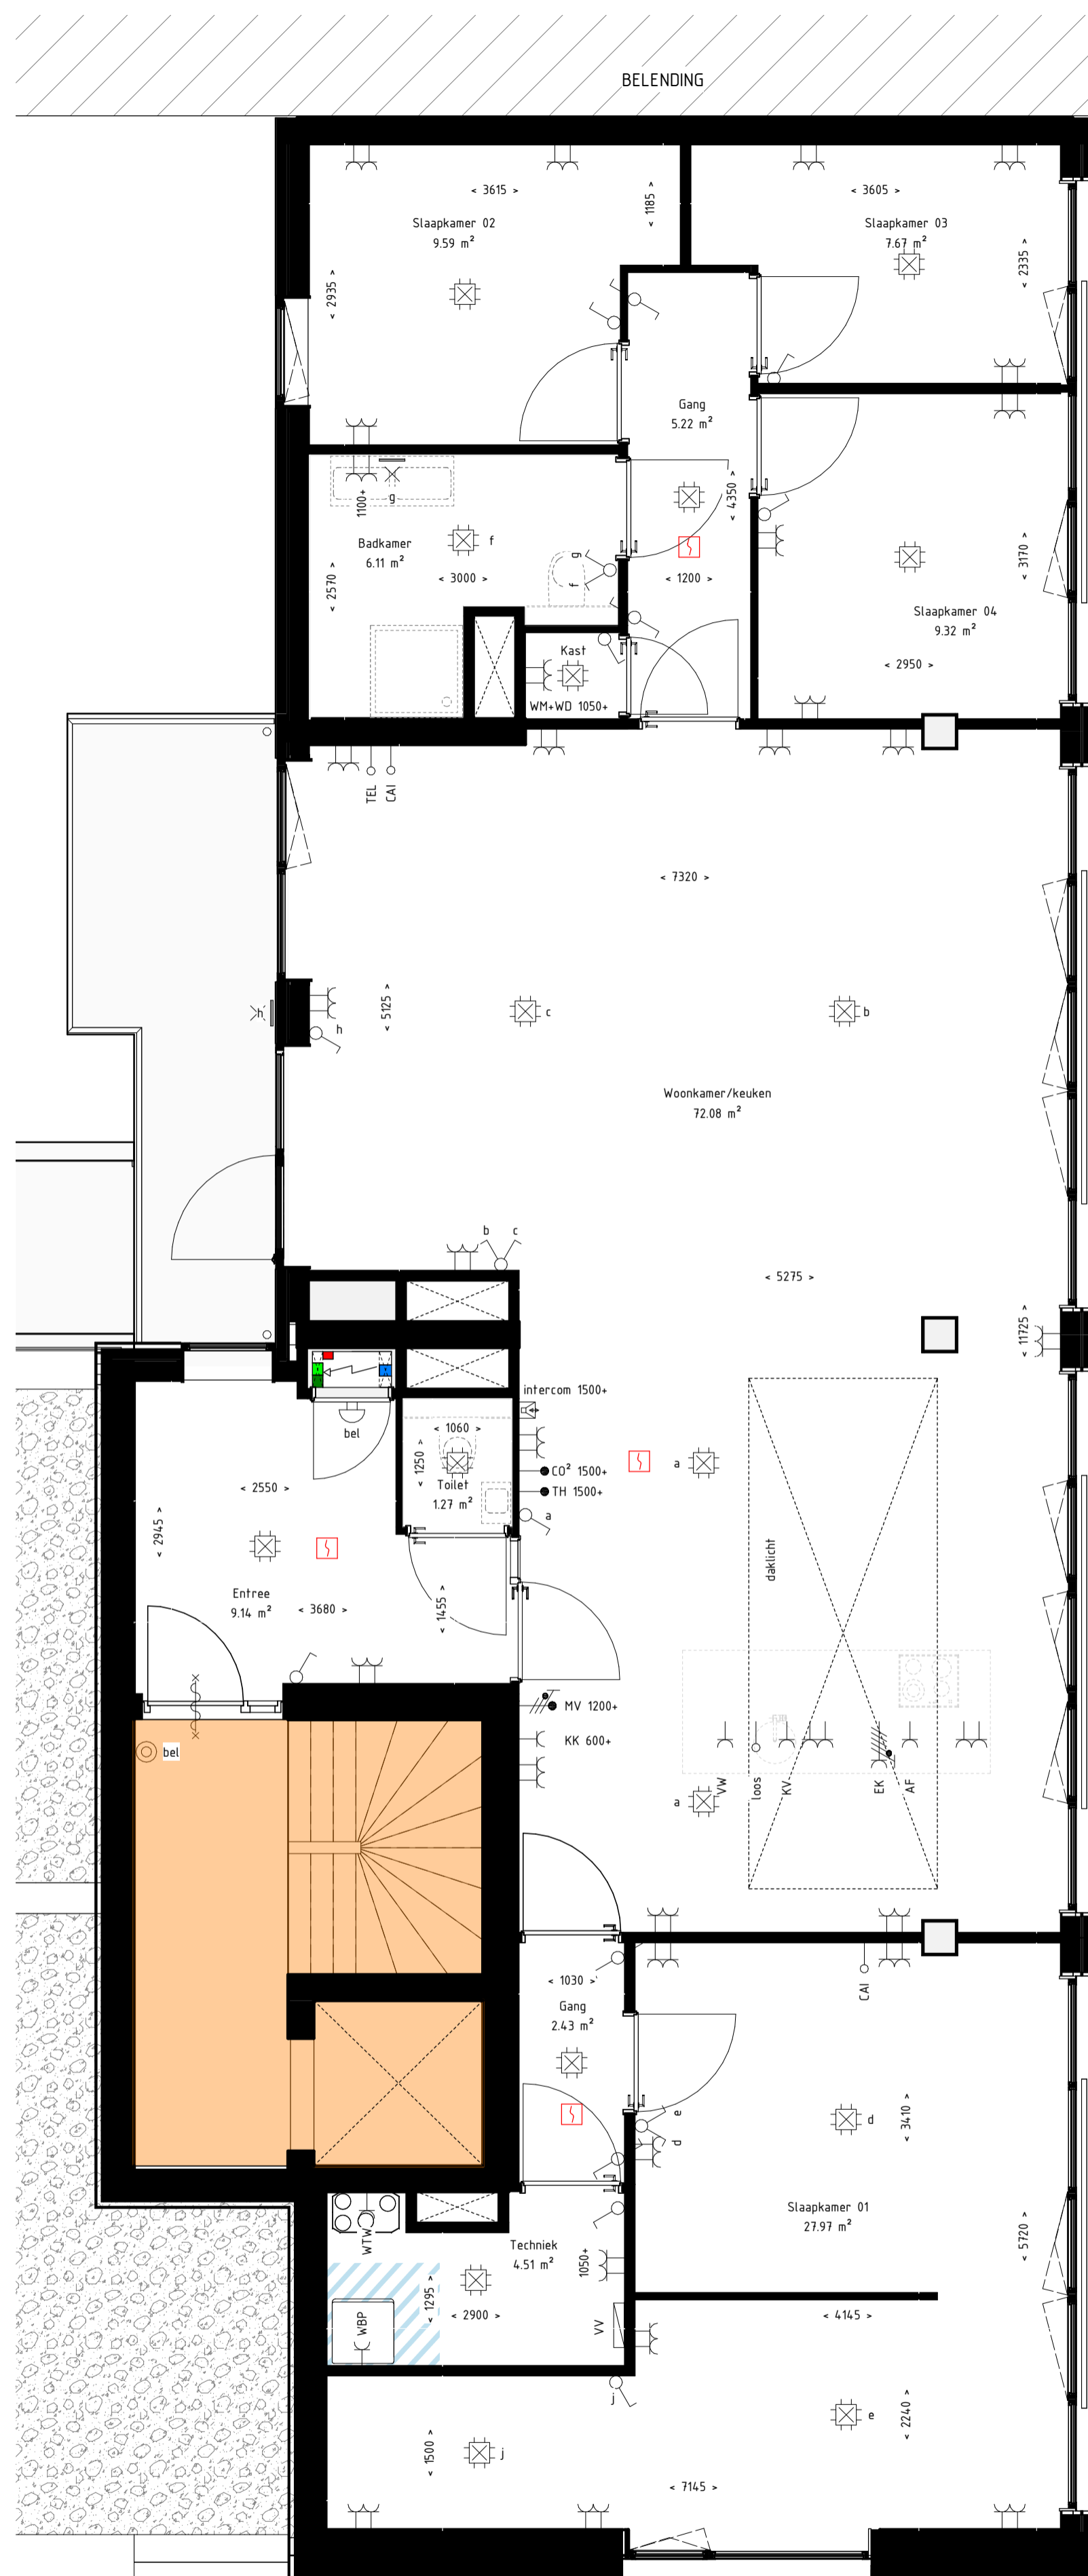 BELENDING
< 3615 >
< 1185 >
< 3605 >
Slaapkamer 02
9.59 m²
Slaapkamer 03
7.67 m²
< 2935 >
< 2335 >
Gang
5.22 m²
1100+
g
Badkamer
6.11 m²
f
< 4350 >
< 2570 >
< 3000 >
g
f
< 1200 >
< 3170 >
Slaapkamer 04
9.32 m²
Kast
< 2950 >
WM+WD 1050+
TEL
CAI
< 7320 >
h
h
< 5125 >
c
b
Woonkamer/keuken
72.08 m²
b
c
< 5275 >
< 11725 >
intercom 1500+
bel
< 1060 >
< 1250 >
Toilet
1.27 m²
CO² 1500+
TH 1500+
a
a
< 2550 >
< 2945 >
daklicht
Entree
9.14 m²
< 3680 >
< 1455 >
MV 1200+
KK 600+
bel
VW
loos
KV
EK
AF
a
< 1030 >
Gang
2.43 m²
CAI
e
d
d
< 3410 >
Slaapkamer 01
27.97 m²
WTW
Techniek
4.51 m²
1050+
< 5720 >
WBP
< 1295 >
< 2900 >
VV
< 4145 >
j
e
< 2240 >
< 1500 >
j
< 7145 >